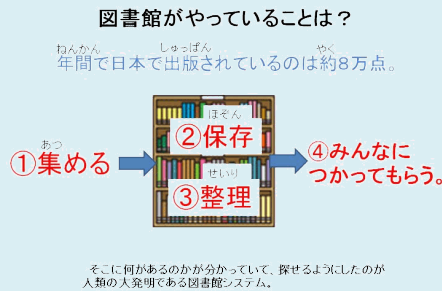 図書館がやっていることは？
ねんかん しゅっぱん やく
年間で日本で出版されているのは約８万点。
ほぞん
②保存
あつ
①集める
④みんなに
つかってもらう。
せいり
③整理
そこに何があるのかが分かっていて、探せるようにしたのが
人類の大発明である図書館システム。